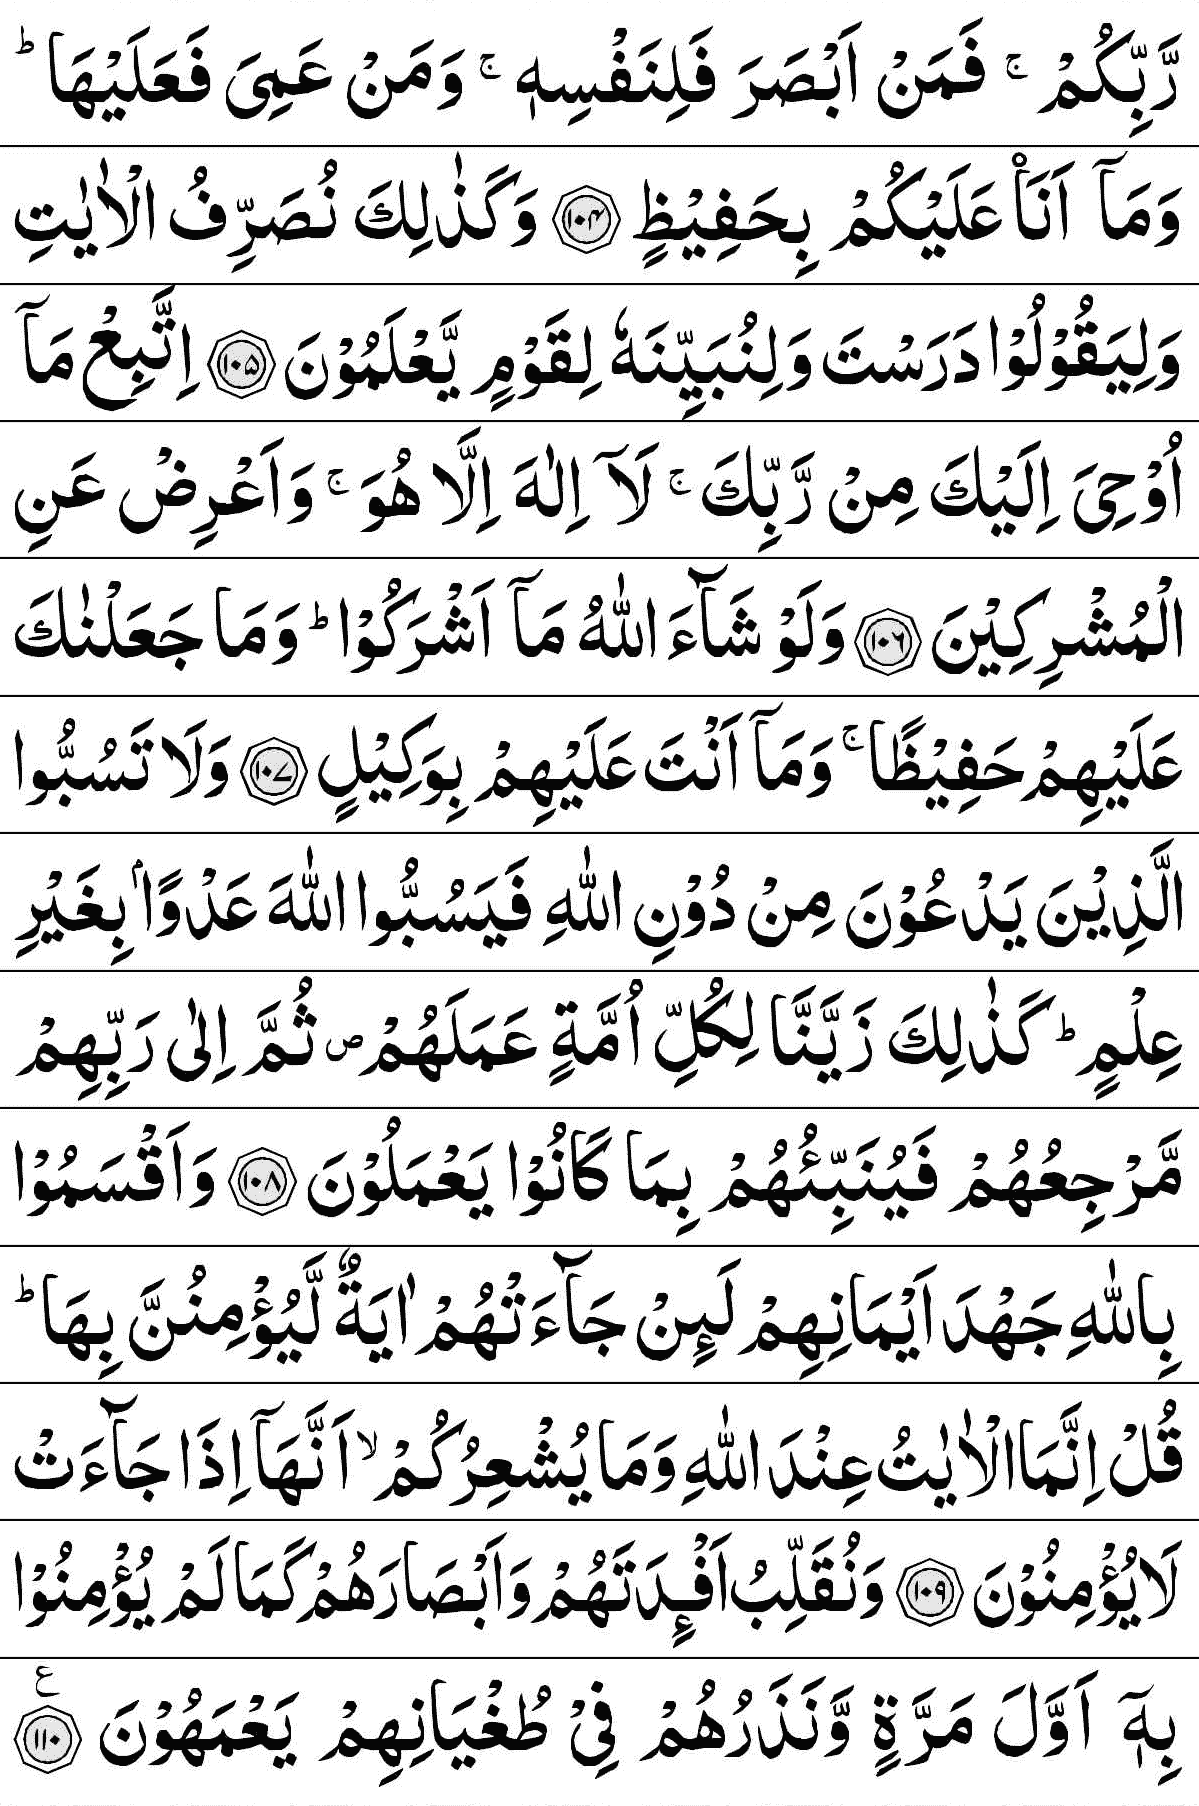 رَّبِّكُمْ ۚ فَمَنْ اَبْصَرَ فَلِنَفْسِهٖ ۚ وَمَنْ عَمِیَ فَعَلَیْهَا ؕ
وَمَاۤ اَنَا۠ عَلَیْكُمْ بِحَفِیْظٍ ﴿۱۰۴﴾ وَكَذٰلِكَ نُصَرِّفُ الْاٰیٰتِ
وَلِیَقُوْلُوْا دَرَسْتَ وَلِنُبَیِّنَهٗ لِقَوْمٍ یَّعْلَمُوْنَ ﴿۱۰۵﴾ اِتَّبِعْ مَاۤ
اُوْحِیَ اِلَیْكَ مِنْ رَّبِّكَ ۚ لَاۤ اِلٰهَ اِلَّا هُوَ ۚ وَاَعْرِضْ عَنِ
الْمُشْرِكِیْنَ ﴿۱۰۶﴾ وَلَوْ شَآءَ اللّٰهُ مَاۤ اَشْرَكُوْا ؕ وَمَا جَعَلْنٰكَ
عَلَیْهِمْ حَفِیْظًا ۚ وَمَاۤ اَنْتَ عَلَیْهِمْ بِوَكِیْلٍ ﴿۱۰۷﴾ وَلَا تَسُبُّوا
الَّذِیْنَ یَدْعُوْنَ مِنْ دُوْنِ اللّٰهِ فَیَسُبُّوا اللّٰهَ عَدْوًۢا بِغَیْرِ
عِلْمٍ ؕ كَذٰلِكَ زَیَّنَّا لِكُلِّ اُمَّةٍ عَمَلَهُمْ ۪ ثُمَّ اِلٰی رَبِّهِمْ
مَّرْجِعُهُمْ فَیُنَبِّئُهُمْ بِمَا كَانُوْا یَعْمَلُوْنَ ﴿۱۰۸﴾ وَاَقْسَمُوْا
بِاللّٰهِ جَهْدَ اَیْمَانِهِمْ لَىِٕنْ جَآءَتْهُمْ اٰیَةٌ لَّیُؤْمِنُنَّ بِهَا ؕ
قُلْ اِنَّمَا الْاٰیٰتُ عِنْدَ اللّٰهِ وَمَا یُشْعِرُكُمْ ۙ اَنَّهَاۤ اِذَا جَآءَتْ
لَا یُؤْمِنُوْنَ ﴿۱۰۹﴾ وَنُقَلِّبُ اَفْـِٕدَتَهُمْ وَاَبْصَارَهُمْ كَمَا لَمْ یُؤْمِنُوْا
بِهٖۤ اَوَّلَ مَرَّةٍ وَّنَذَرُهُمْ فِیْ طُغْیَانِهِمْ یَعْمَهُوْنَ ﴿۱۱۰﴾ ع